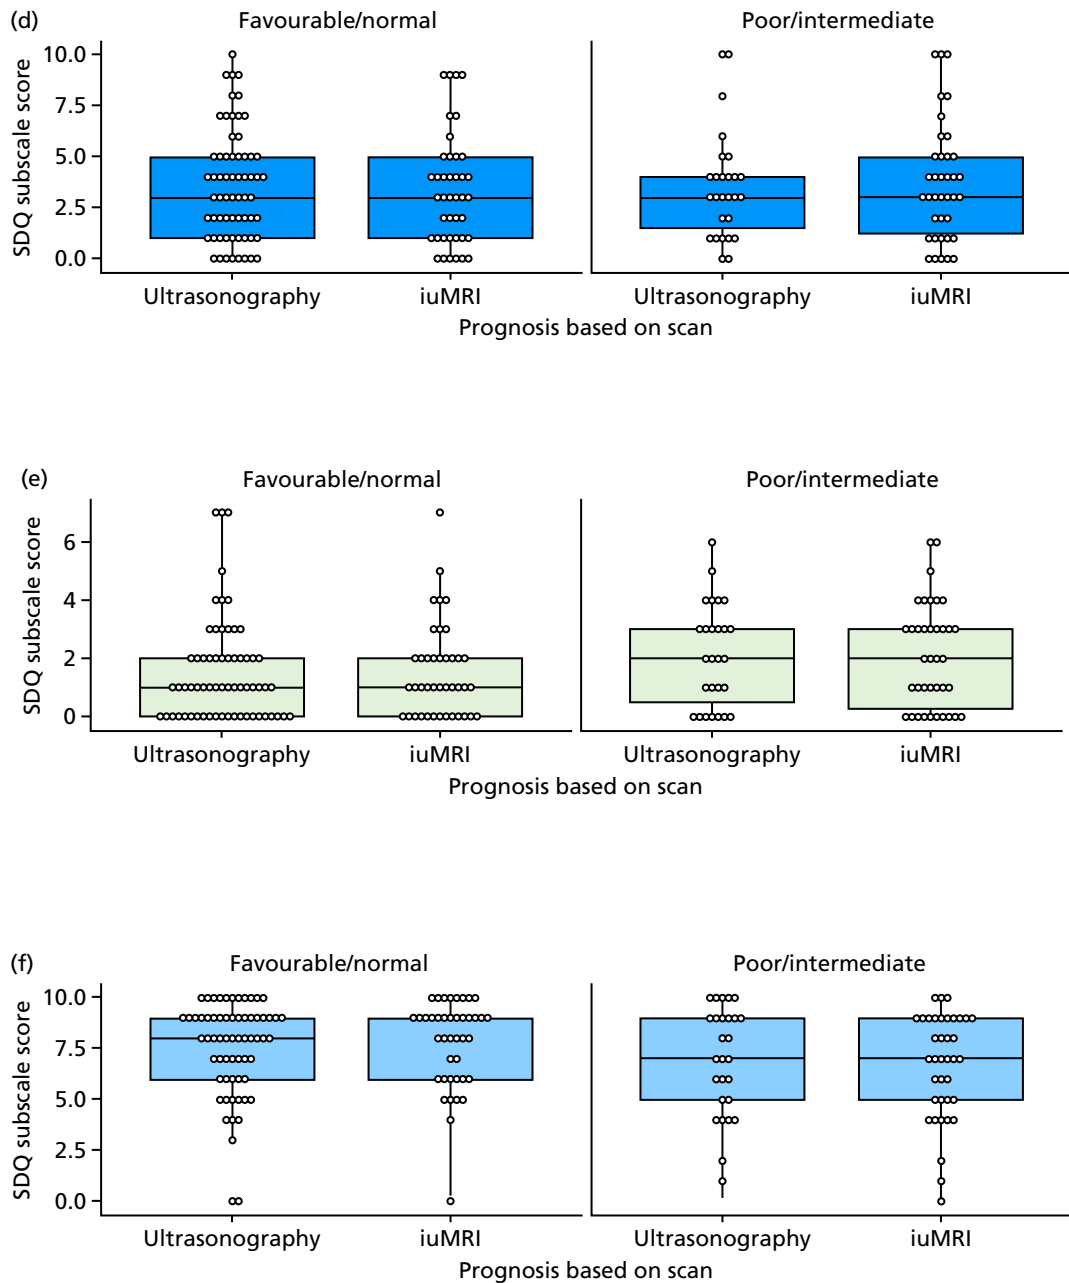 (d)
Favourable/normal
Poor/intermediate
SDQ subscale score
10.0
7.5
5.0
2.5
0.0
Ultrasonography
iuMRI
Ultrasonography
iuMRI
Prognosis based on scan
(e)
Favourable/normal
Poor/intermediate
SDQ subscale score
6
4
2
0
Ultrasonography
iuMRI
Ultrasonography
iuMRI
Prognosis based on scan
(f)
Favourable/normal
Poor/intermediate
SDQ subscale score
10.0
7.5
5.0
2.5
0.0
Ultrasonography
iuMRI
Ultrasonography
iuMRI
Prognosis based on scan